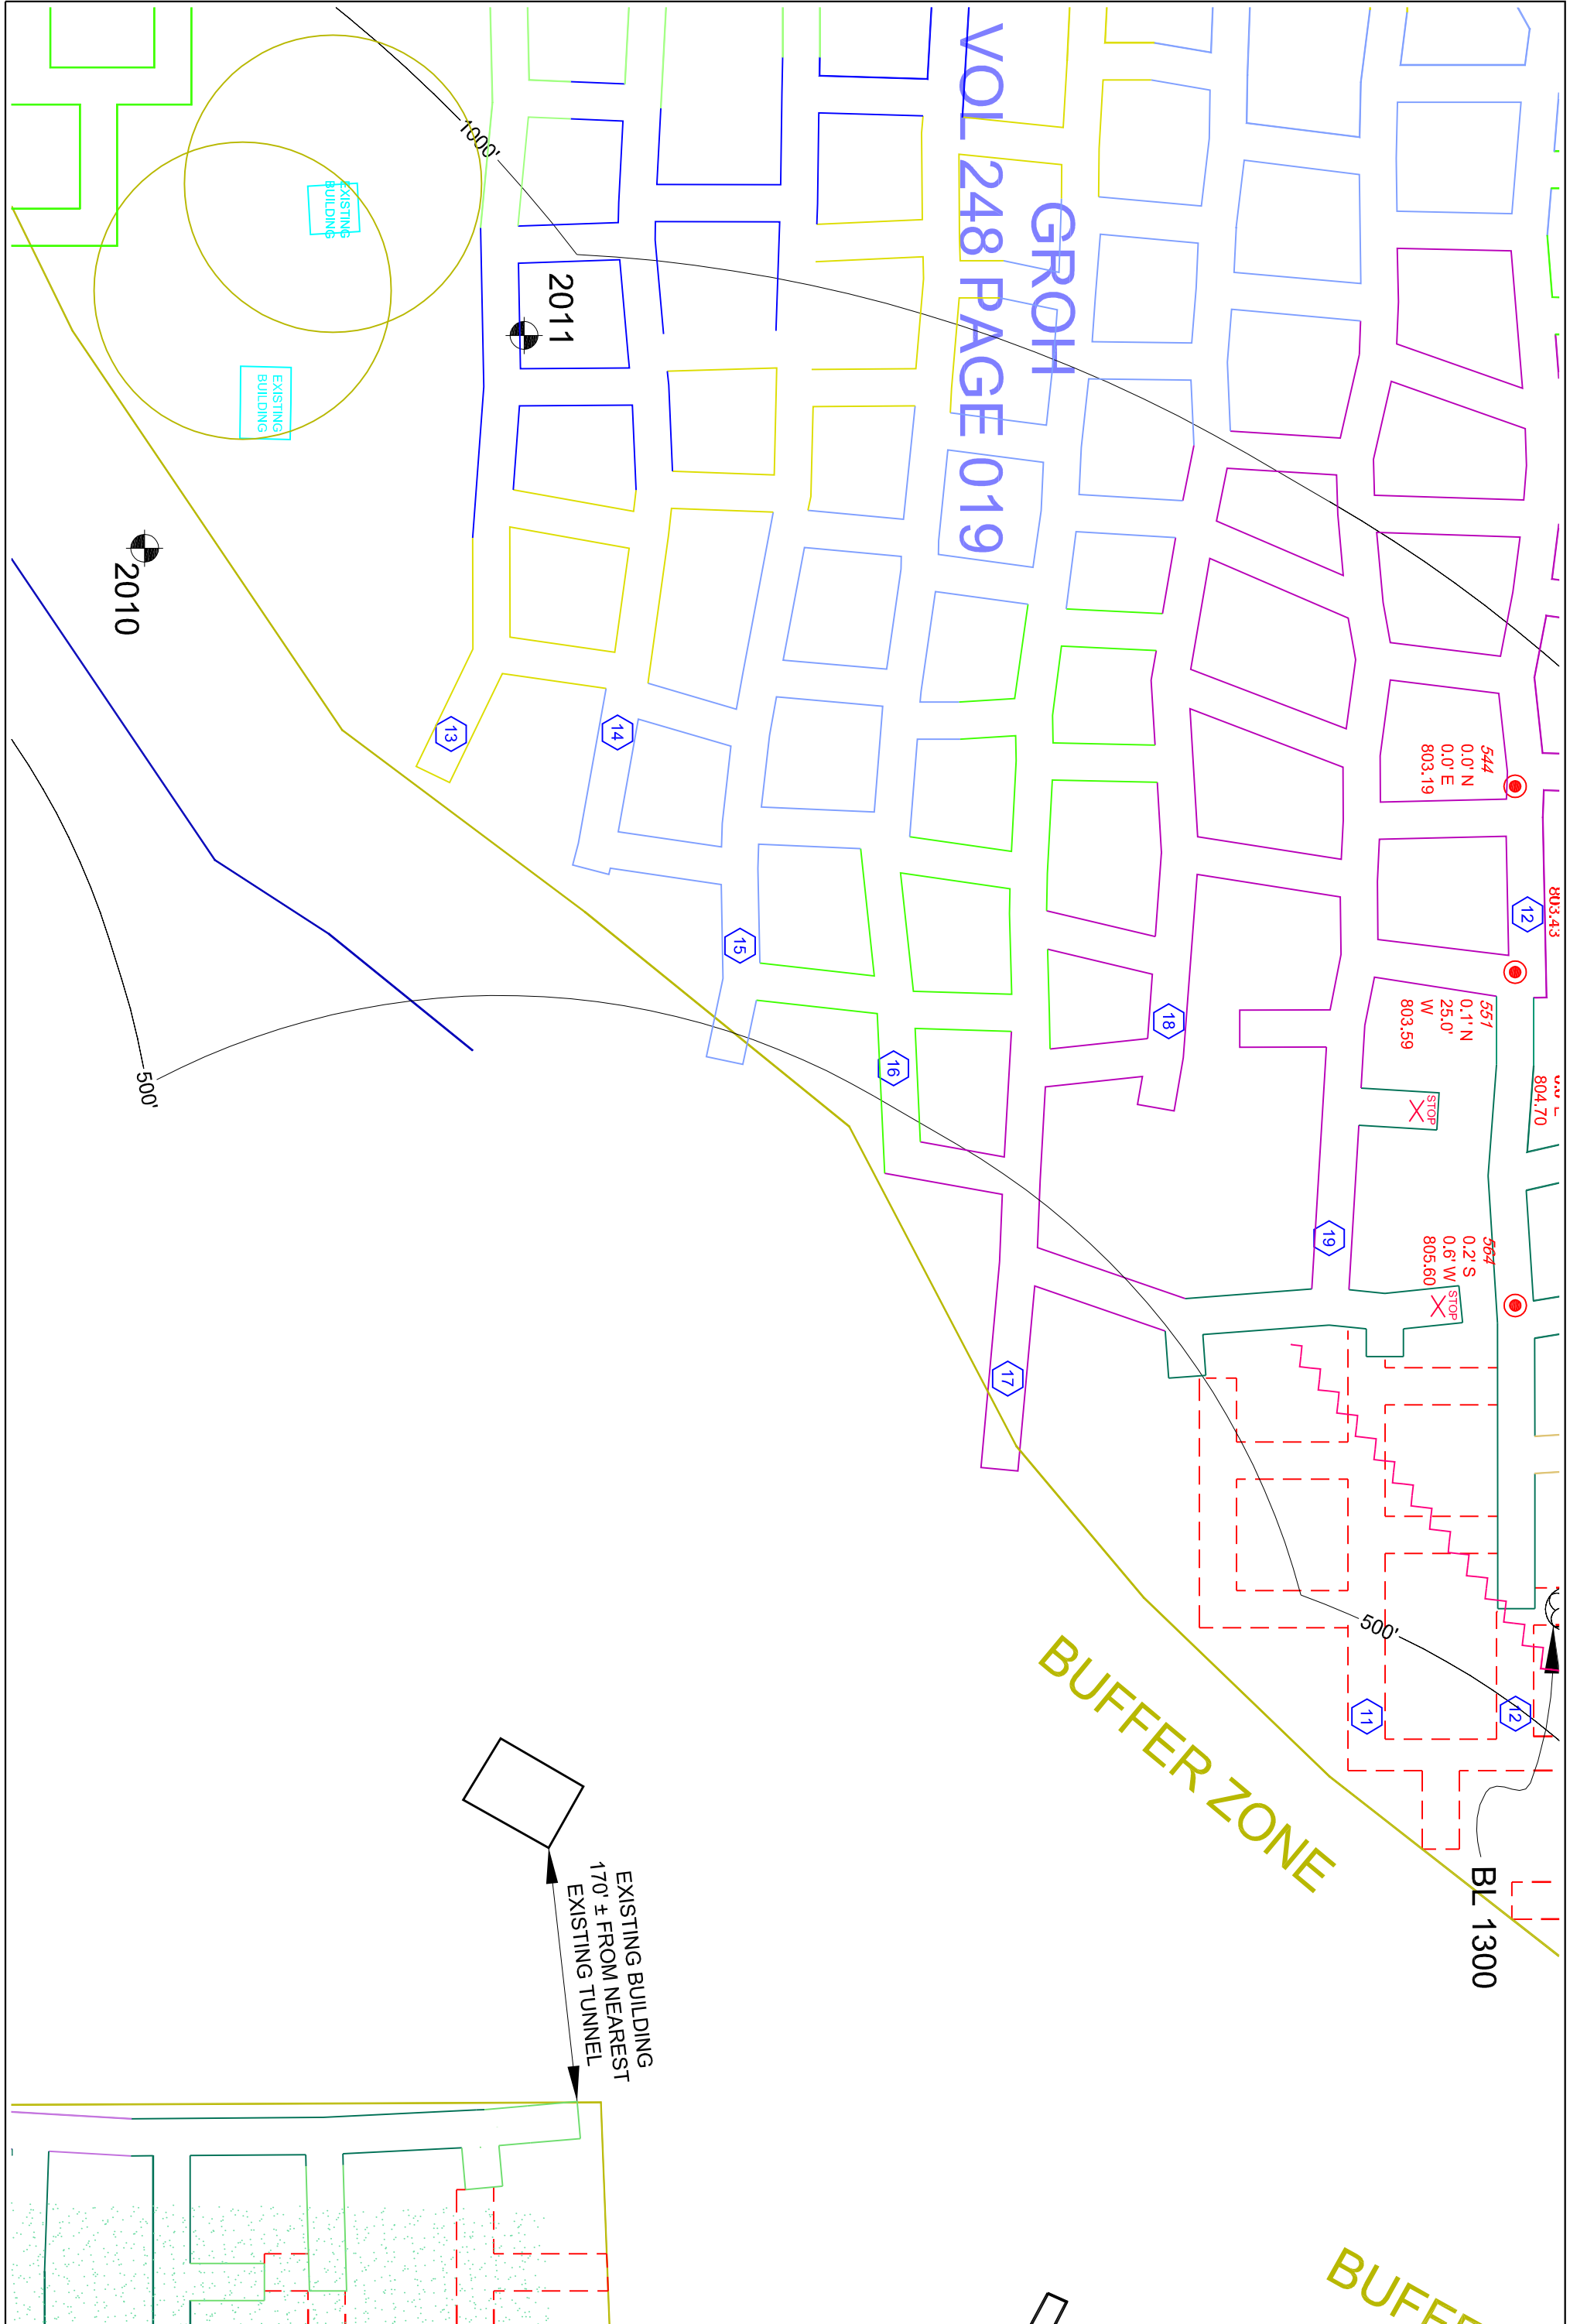 VOL 248 PAGE 019
GROH
1000'
EXISTING
BUILDING
EXISTING
BUILDING
2011
2010
13
14
15
16
17
18
19
12
11
12
544
0.0' N
0.0' E
803.19
803.43
551
0.1' N
25.0'
W
803.59
804.70
STOP
564
0.2' S
0.6' W
805.60
STOP
500'
500'
BUFFER ZONE
BL 1300
EXISTING BUILDING
170' ± FROM NEAREST
EXISTING TUNNEL